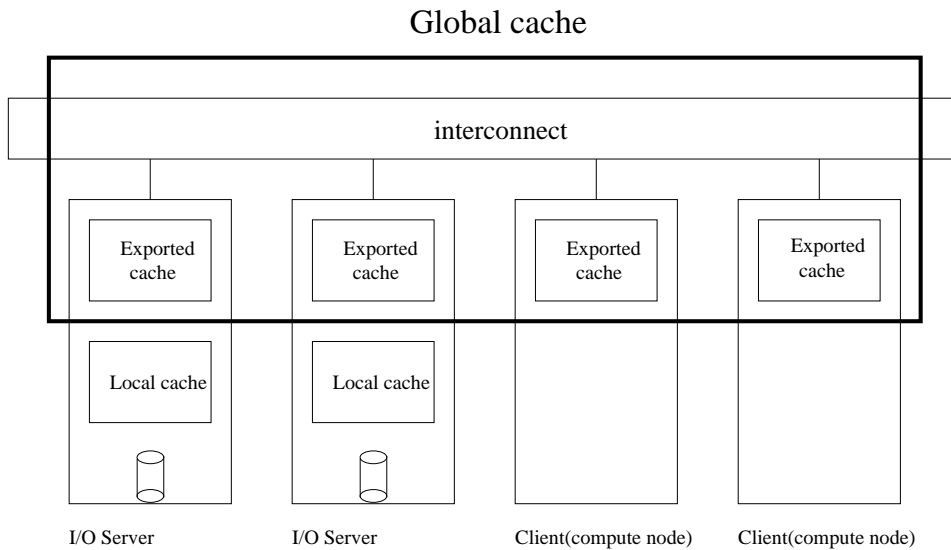 Global cache
interconnect
Exported
cache
Exported
cache
Exported
cache
Exported
cache
Local cache
Local cache
I/O Server
I/O Server
Client(compute node)
Client(compute node)